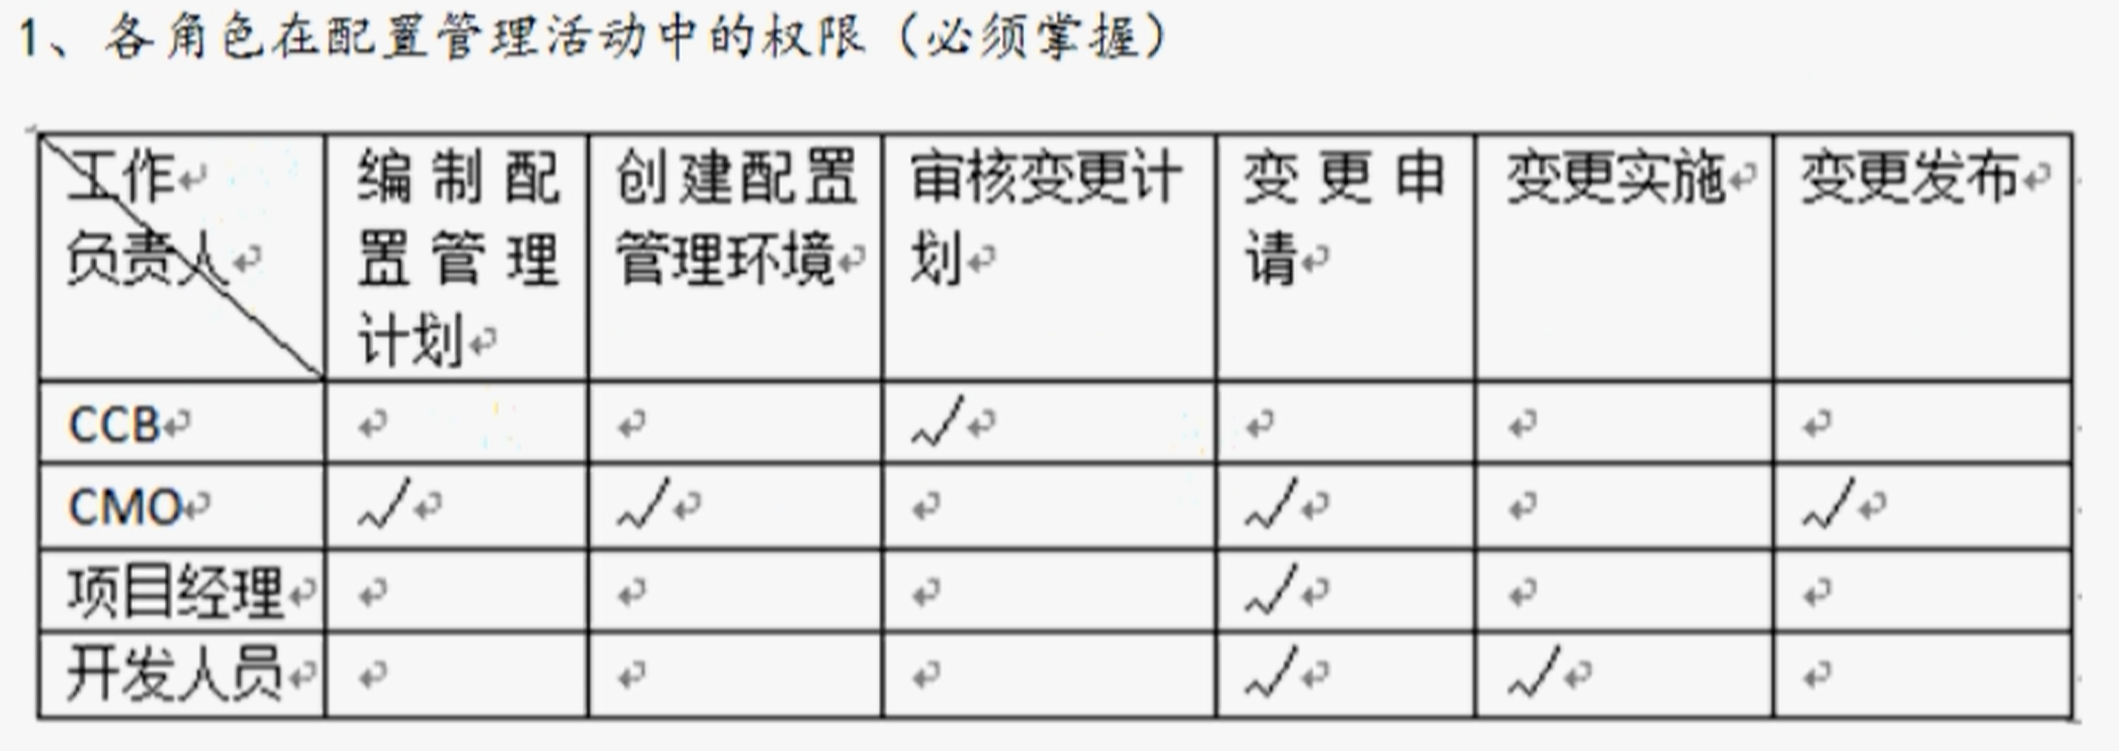 1、各角色在配置管理活动中的权限（必须掌握）
工作 编制配 创建配置 审核变更计 变更申 变更实施 变更发布
负责人 置管理 管理环境 划 请
计划
CCB √
CMO √ √ √ √
项目经理 √
开发人员 √ √